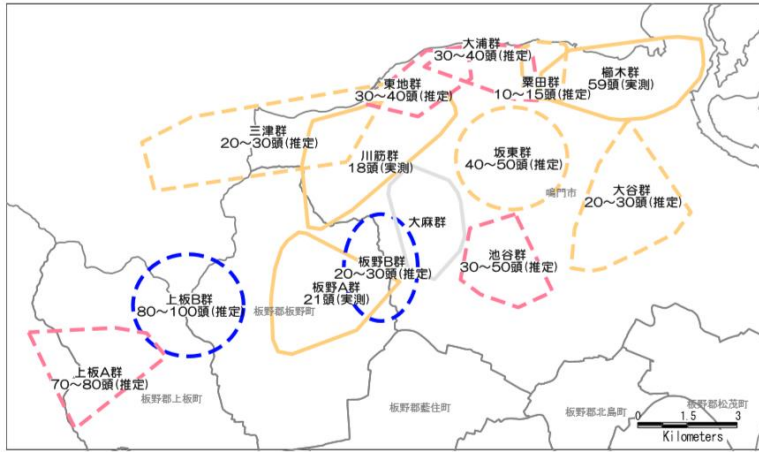 大浦群
30～40頭(推定)
東地群
30～40頭(推定)
粟田群
10～15頭(推定)
櫛木群
59頭(実測)
三津群
20～30頭(推定)
川筋群
18頭(実測)
坂東群
40～50頭(推定)
鳴門市
大谷群
20～30頭(推定)
大麻群
池谷群
30～50頭(推定)
板野B群
20～30頭(推定)
板野A群
21頭(実測)
板野郡板野町
上板B群
80～100頭(推定)
上板A群
70～80頭(推定)
板野郡上板町
板野郡藍住町
板野郡北島町
板野郡松茂町
0 1.5 3
Kilometers